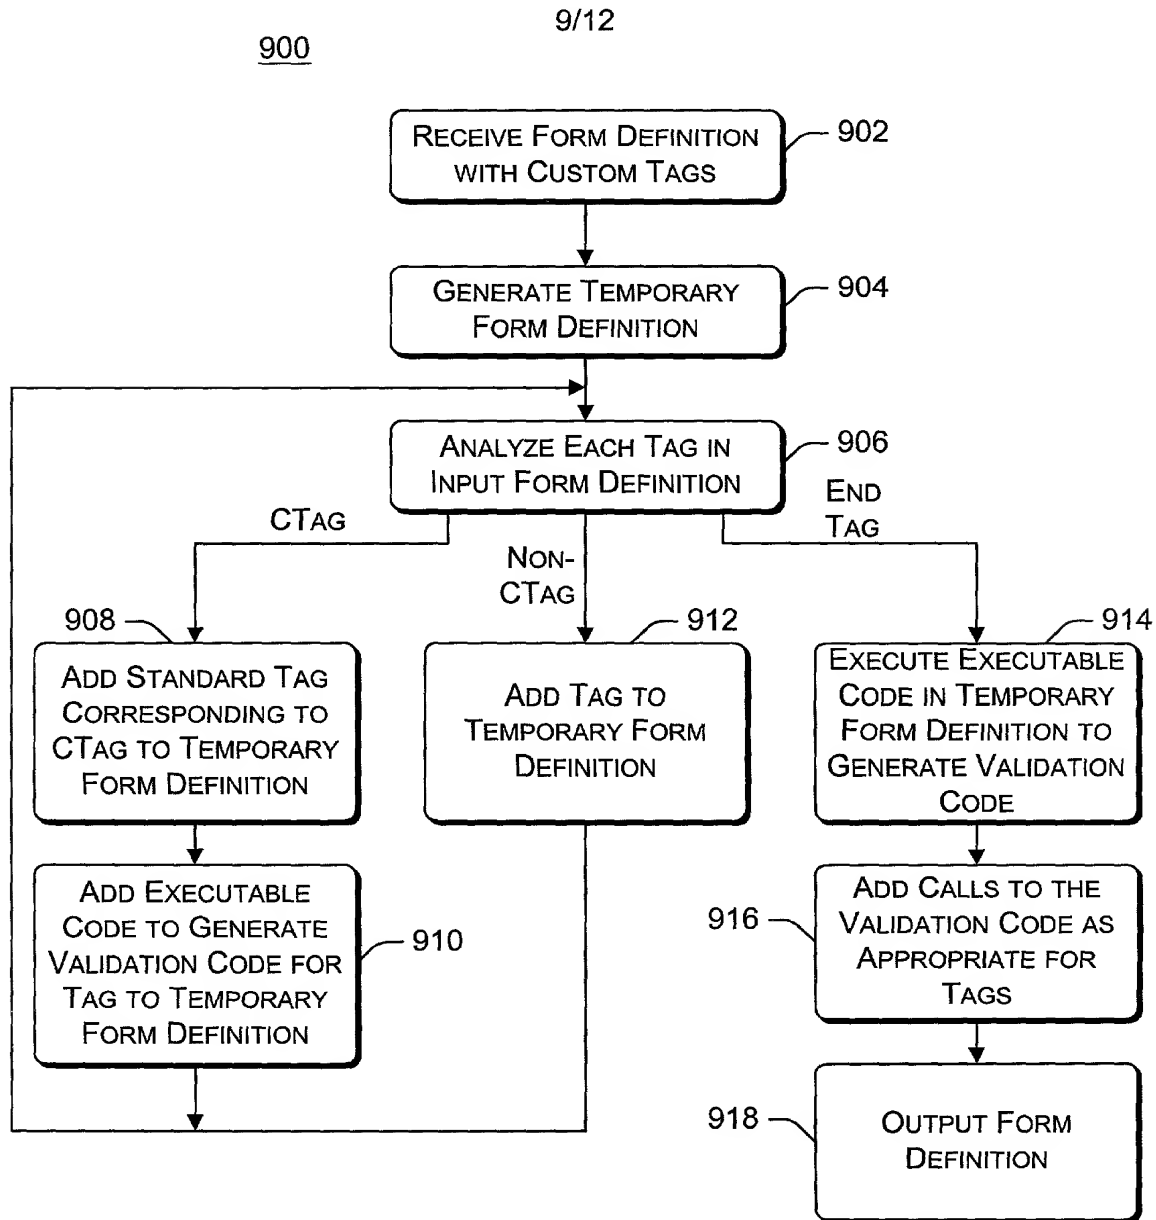 9/12
900
RECEIVE FORM DEFINITION
WITH CUSTOM TAGS
902
GENERATE TEMPORARY
FORM DEFINITION
904
ANALYZE EACH TAG IN
INPUT FORM DEFINITION
906
CTAG
NON-
CTAG
END
TAG
908
ADD STANDARD TAG
CORRESPONDING TO
CTAG TO TEMPORARY
FORM DEFINITION
912
ADD TAG TO
TEMPORARY FORM
DEFINITION
914
EXECUTE EXECUTABLE
CODE IN TEMPORARY
FORM DEFINITION TO
GENERATE VALIDATION
CODE
ADD EXECUTABLE
CODE TO GENERATE
VALIDATION CODE FOR
TAG TO TEMPORARY
FORM DEFINITION
910
916
ADD CALLS TO THE
VALIDATION CODE AS
APPROPRIATE FOR
TAGS
918
OUTPUT FORM
DEFINITION